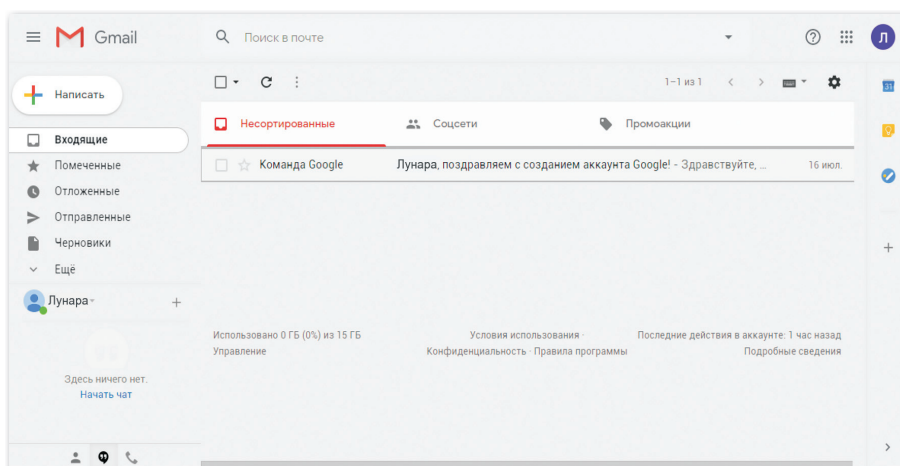 Gmail
Поиск в почте
Л
Написать
1–1 из 1
31
Несортированные
Соцсети
Промоакции
Входящие
Команда Google
Лунара, поздравляем с созданием аккаунта Google! - Здравствуйте, ...
16 июл.
Помеченные
Отложенные
Отправленные
Черновики
Ещё
Лунара
Использовано 0 ГБ (0%) из 15 ГБ
Управление
Условия использования ·
Конфиденциальность · Правила программы
Последние действия в аккаунте: 1 час назад
Подробные сведения
Здесь ничего нет.
Начать чат